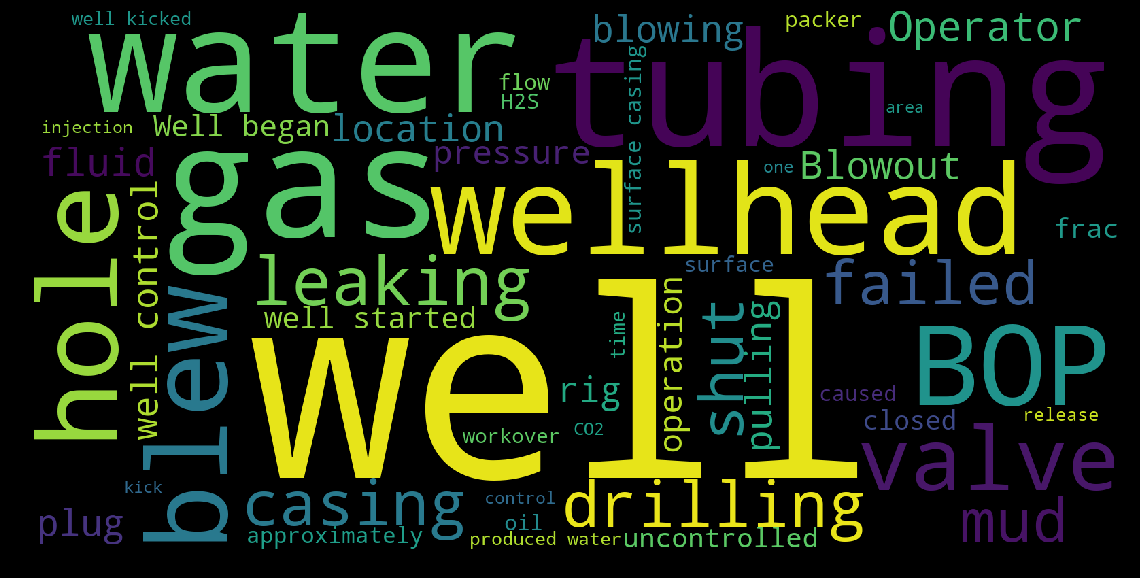 well kicked
water
tubing
blowing
packer
Operator
flow
H2S
area
injection
Well began
location
surface casing
fluid
gas
pressure
wellhead
one
Blowout
hole
well control
blew
frac
leaking
surface
failed
well started
well
time
operation
shut
pulling
BOP
rig
caused
closed
release
workover
CO2
valve
kick
casing
control
drilling
plug
oil
mud
approximately
produced water
uncontrolled